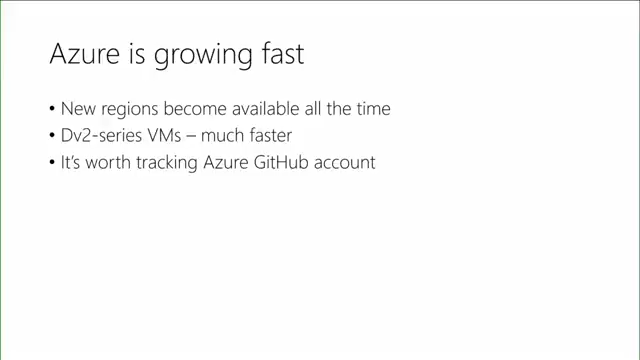 Azure is growing fast
• New regions become available all the time
• Dv2-series VMs – much faster
• It's worth tracking Azure GitHub account